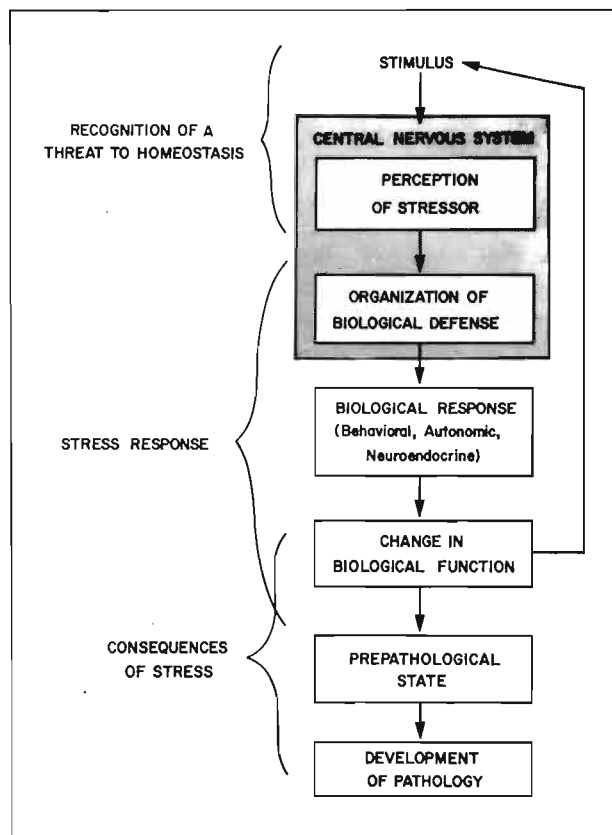 STIMULUS
RECOGNITION OF A
THREAT TO HOMEOSTASIS
CENTRAL NERVOUS SYSTEM
PERCEPTION
OF STRESSOR
ORGANIZATION OF
BIOLOGICAL DEFENSE
STRESS RESPONSE
BIOLOGICAL RESPONSE
(Behavioral, Autonomic,
Neuroendocrine)
CHANGE IN
BIOLOGICAL FUNCTION
CONSEQUENCES
OF STRESS
PREPATHOLOGICAL
STATE
DEVELOPMENT
OF PATHOLOGY